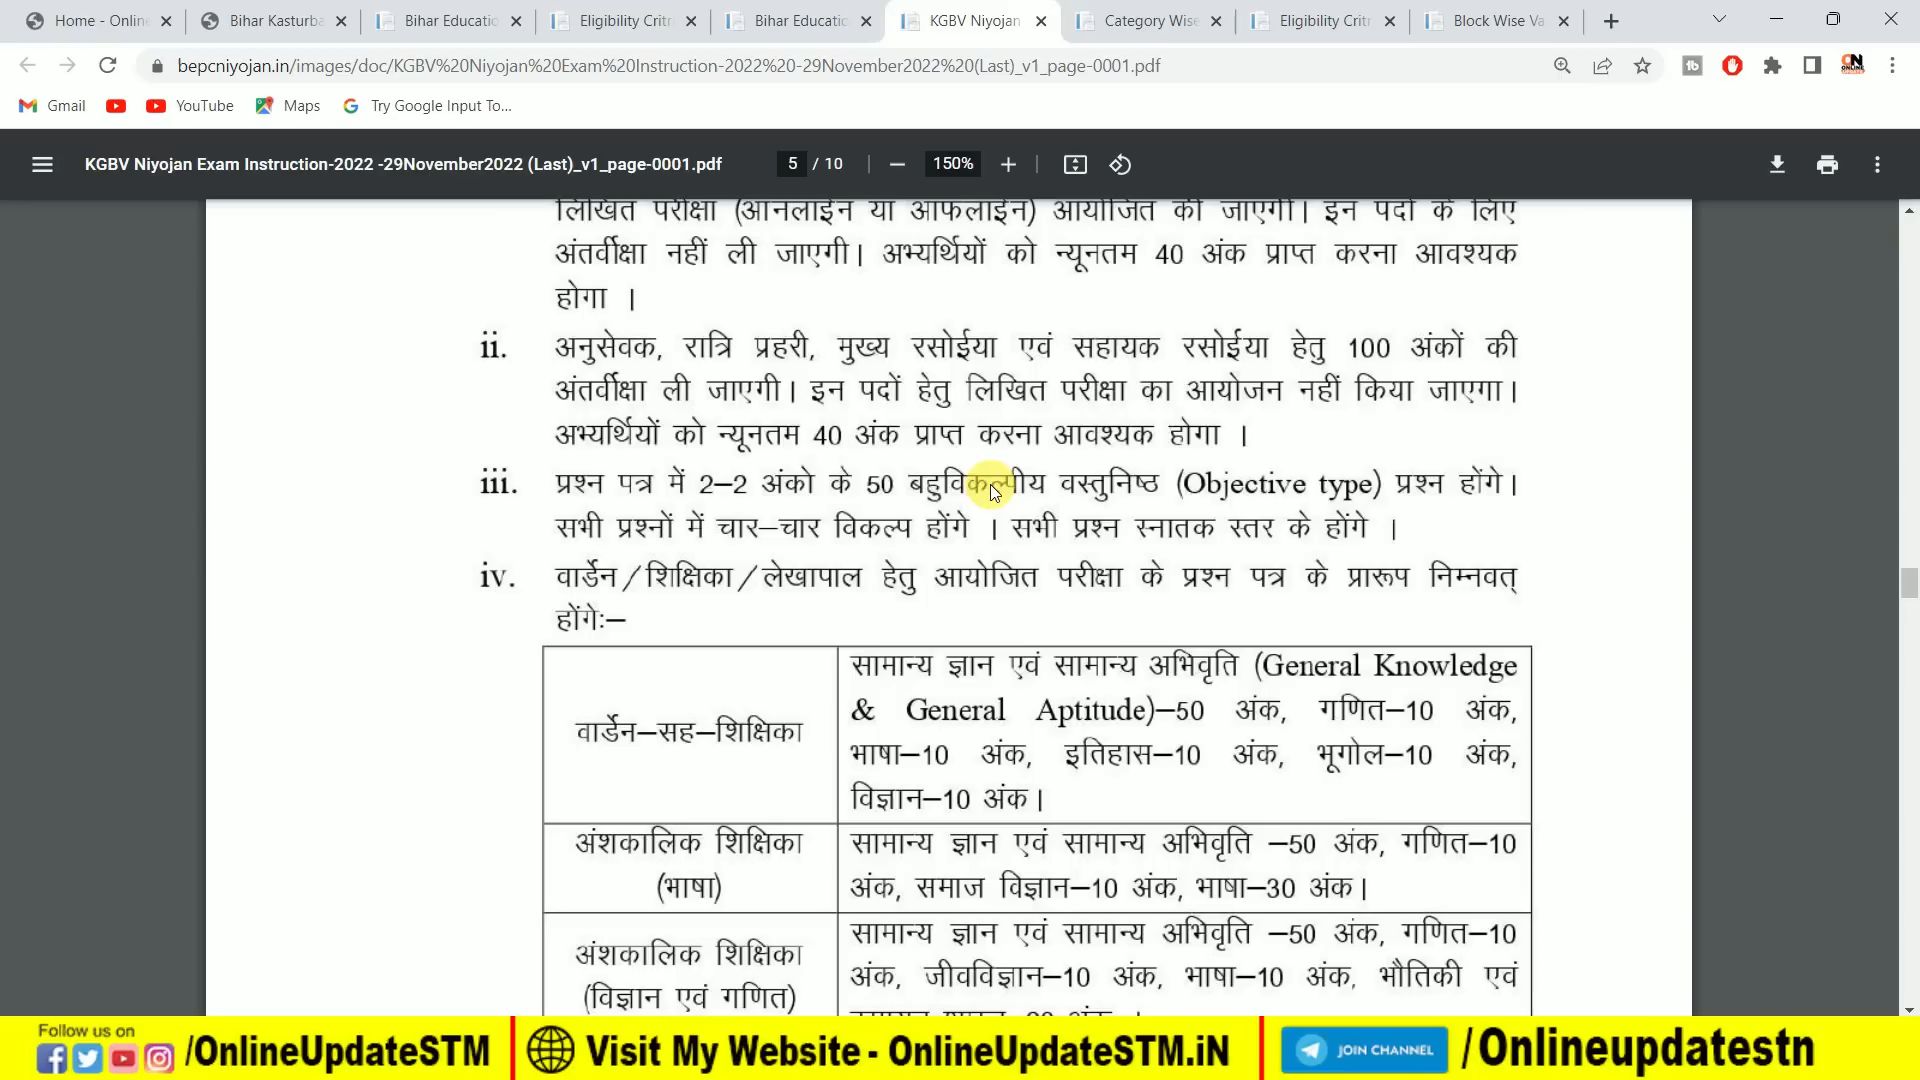 Home - Onlin
Bihar Kasturba
Bihar Educatio
Eligibility Crit
Bihar Educatio
KGBV Niyojan
Category Wise
Eligibility Crit
Block Wise Va
bepcniyojan.in/images/doc/KGBV%20Niyojan%20Exam%20Instruction-2022%20-29November2022%20(Last)_v1_page-0001.pdf
Gmail
YouTube
Maps
Try Google Input To...
KGBV Niyojan Exam Instruction-2022 -29November2022 (Last)_v1_page-0001.pdf
5 / 10
150%
लिखित परीक्षा (ऑनलाईन या ऑफलाईन) आयोजित की जाएगी। इन पदों के लिए
अंतर्वीक्षा नहीं ली जाएगी। अभ्यर्थियों को न्यूनतम 40 अंक प्राप्त करना आवश्यक
होगा ।
ii. अनुसेवक, रात्रि प्रहरी, मुख्य रसोईया एवं सहायक रसोईया हेतु 100 अंकों की
अंतर्वीक्षा ली जाएगी। इन पदों हेतु लिखित परीक्षा का आयोजन नहीं किया जाएगा।
अभ्यर्थियों को न्यूनतम 40 अंक प्राप्त करना आवश्यक होगा ।
iii. प्रश्न पत्र में 2–2 अंको के 50 बहुविकल्पीय वस्तुनिष्ठ (Objective type) प्रश्न होंगे।
सभी प्रश्नों में चार–चार विकल्प होंगे । सभी प्रश्न स्नातक स्तर के होंगे ।
iv. वार्डेन/शिक्षिका/लेखापाल हेतु आयोजित परीक्षा के प्रश्न पत्र के प्रारूप निम्नवत्
होंगेः–
वार्डेन–सह–शिक्षिका
सामान्य ज्ञान एवं सामान्य अभिवृति (General Knowledge
& General Aptitude)–50 अंक, गणित–10 अंक,
भाषा–10 अंक, इतिहास–10 अंक, भूगोल–10 अंक,
विज्ञान–10 अंक।
अंशकालिक शिक्षिका
(भाषा)
सामान्य ज्ञान एवं सामान्य अभिवृति –50 अंक, गणित–10
अंक, समाज विज्ञान–10 अंक, भाषा–30 अंक।
अंशकालिक शिक्षिका
(विज्ञान एवं गणित)
सामान्य ज्ञान एवं सामान्य अभिवृति –50 अंक, गणित–10
अंक, जीवविज्ञान–10 अंक, भाषा–10 अंक, भौतिकी एवं
Follow us on
/OnlineUpdateSTM
Visit My Website - OnlineUpdateSTM.iN
JOIN CHANNEL
/Onlineupdatestn